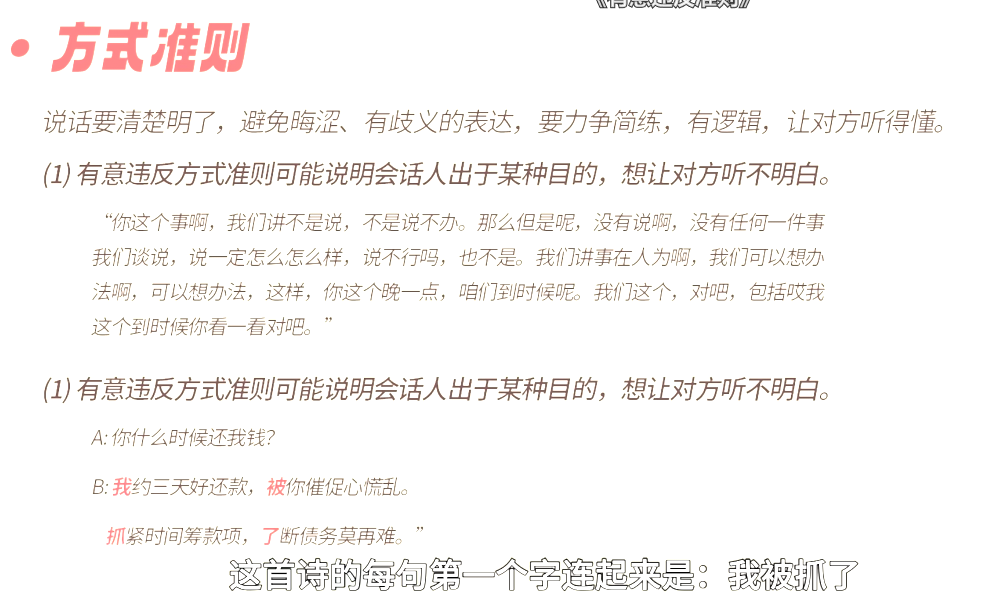 《有意违反准则》
• 方式准则
说话要清楚明了，避免晦涩、有歧义的表达，要力争简练，有逻辑，让对方听得懂。
(1) 有意违反方式准则可能说明会话人出于某种目的，想让对方听不明白。
“你这个事啊，我们讲不是说，不是说不办。那么但是呢，没有说啊，没有任何一件事
我们谈说，说一定怎么怎么样，说不行吗，也不是。我们讲事在人为啊，我们可以想办
法啊，可以想办法，这样，你这个晚一点，咱们到时候呢。我们这个，对吧，包括哎我
这个到时候你看一看对吧。”
(1) 有意违反方式准则可能说明会话人出于某种目的，想让对方听不明白。
A: 你什么时候还我钱？
B: 我约三天好还款，被你催促心慌乱。
抓紧时间筹款项，了断债务莫再难。”
这首诗的每句第一个字连起来是：我被抓了